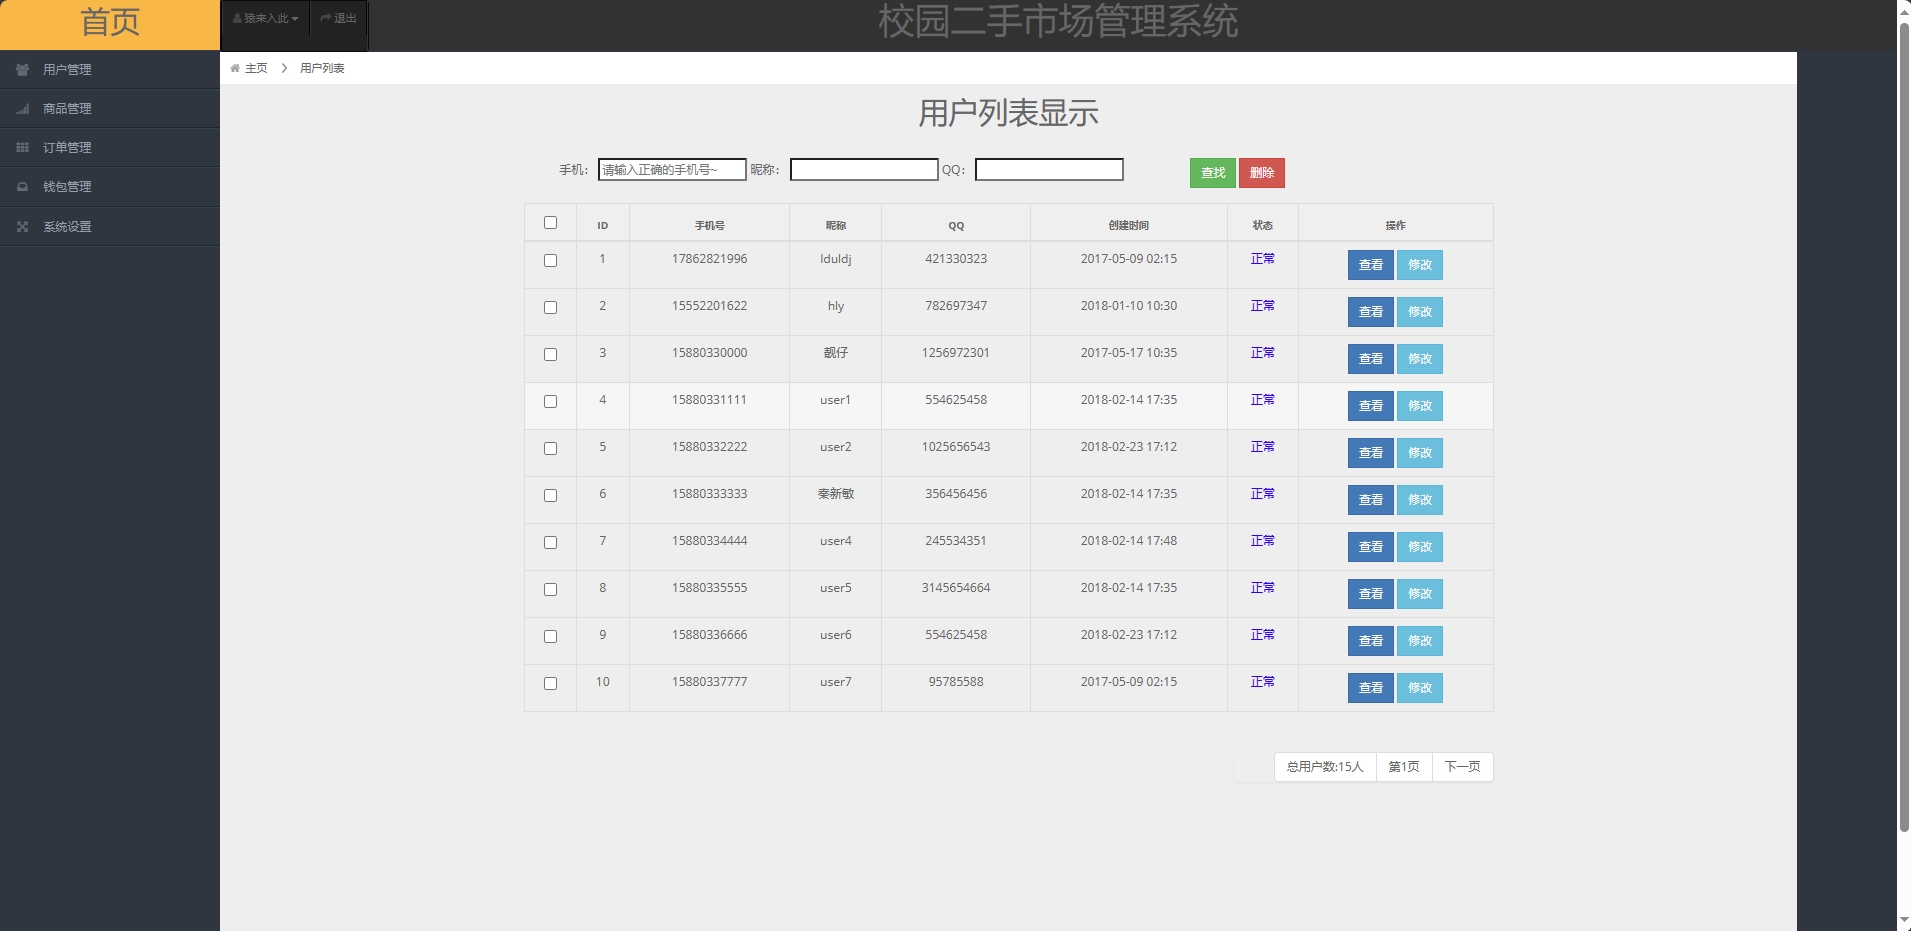 首页
猿来入此 退出
校园二手市场管理系统
用户管理
商品管理
订单管理
钱包管理
系统设置
主页 用户列表
用户列表显示
手机： 请输入正确的手机号~ 昵称： QQ： 查找 删除
ID 手机号 昵称 QQ 创建时间 状态 操作
1 17862821996 lduldj 421330323 2017-05-09 02:15 正常 查看 修改
2 15552201622 hly 782697347 2018-01-10 10:30 正常 查看 修改
3 15880330000 靓仔 1256972301 2017-05-17 10:35 正常 查看 修改
4 15880331111 user1 554625458 2018-02-14 17:35 正常 查看 修改
5 15880332222 user2 1025656543 2018-02-23 17:12 正常 查看 修改
6 15880333333 秦新敏 356456456 2018-02-14 17:35 正常 查看 修改
7 15880334444 user4 245534351 2018-02-14 17:48 正常 查看 修改
8 15880335555 user5 3145654664 2018-02-14 17:35 正常 查看 修改
9 15880336666 user6 554625458 2018-02-23 17:12 正常 查看 修改
10 15880337777 user7 95785588 2017-05-09 02:15 正常 查看 修改
总用户数:15人 第1页 下一页